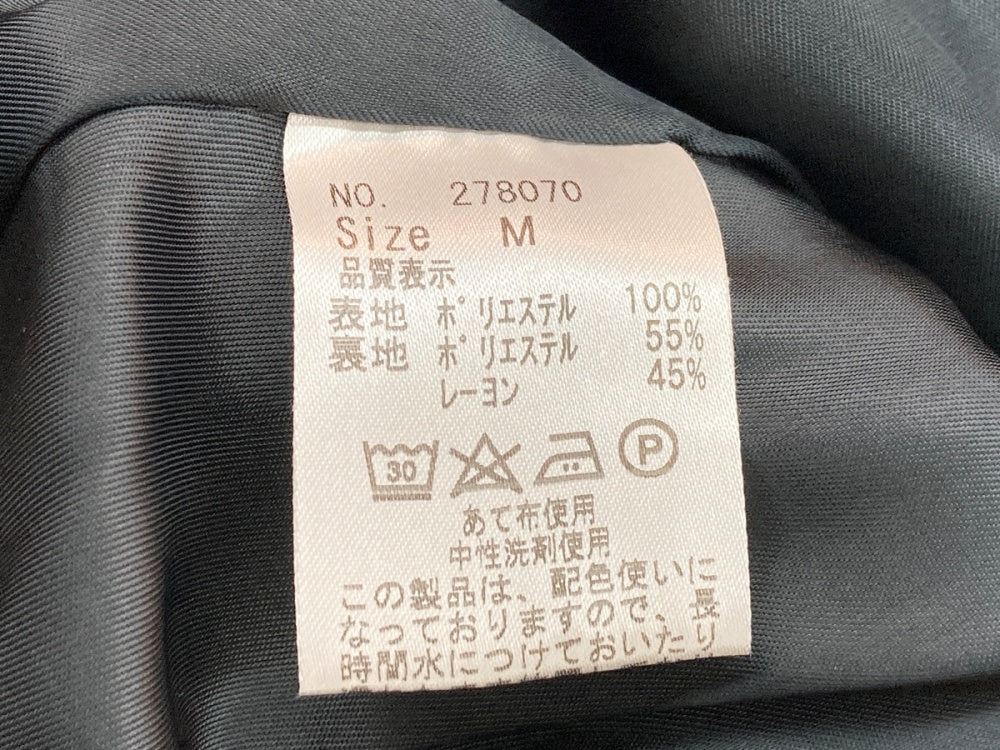 NO. 278070
Size M
品質表示
表地 ポリエステル 100%
裏地 ポリエステル 55%
レーヨン 45%
30 P
あて布使用
中性洗剤使用
この製品は、配色使いに
なっておりますので、長
時間水につけておいたり